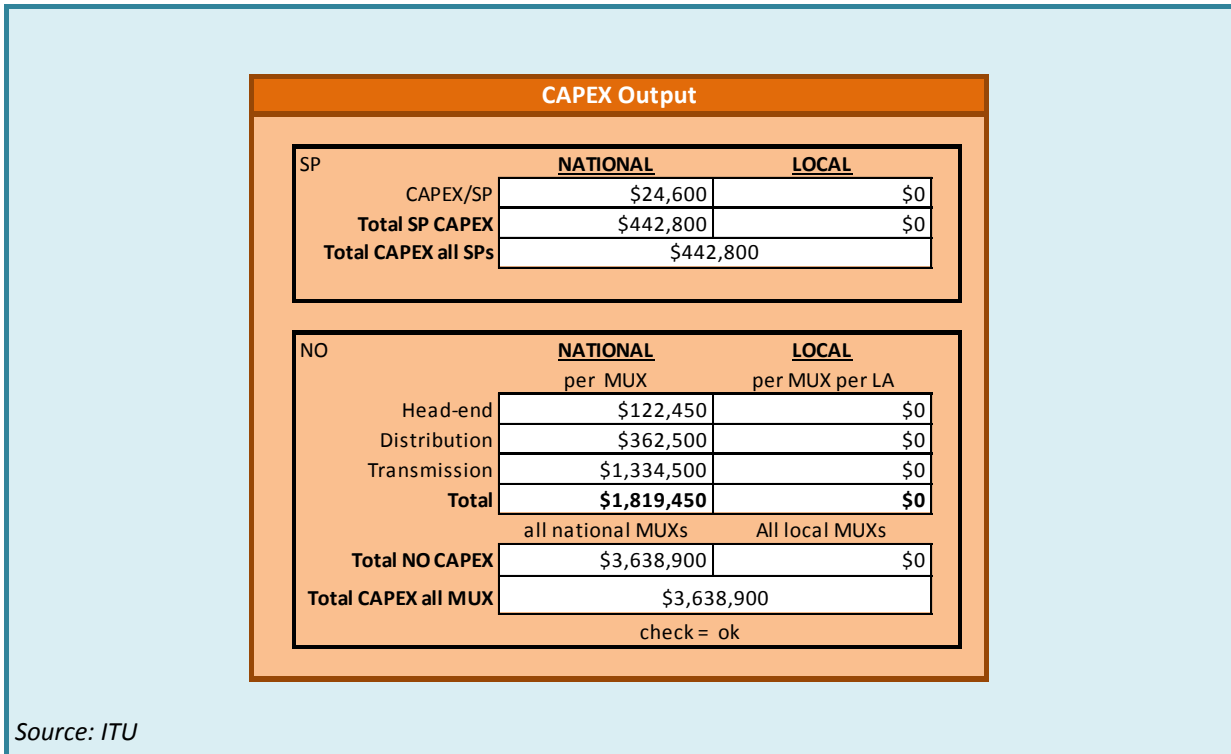 CAPEX Output
SP NATIONAL LOCAL
CAPEX/SP $24,600 $0
Total SP CAPEX $442,800 $0
Total CAPEX all SPs $442,800
NO NATIONAL LOCAL
per MUX per MUX per LA
Head-end $122,450 $0
Distribution $362,500 $0
Transmission $1,334,500 $0
Total $1,819,450 $0
all national MUXs All local MUXs
Total NO CAPEX $3,638,900 $0
Total CAPEX all MUX $3,638,900
check = ok
Source: ITU